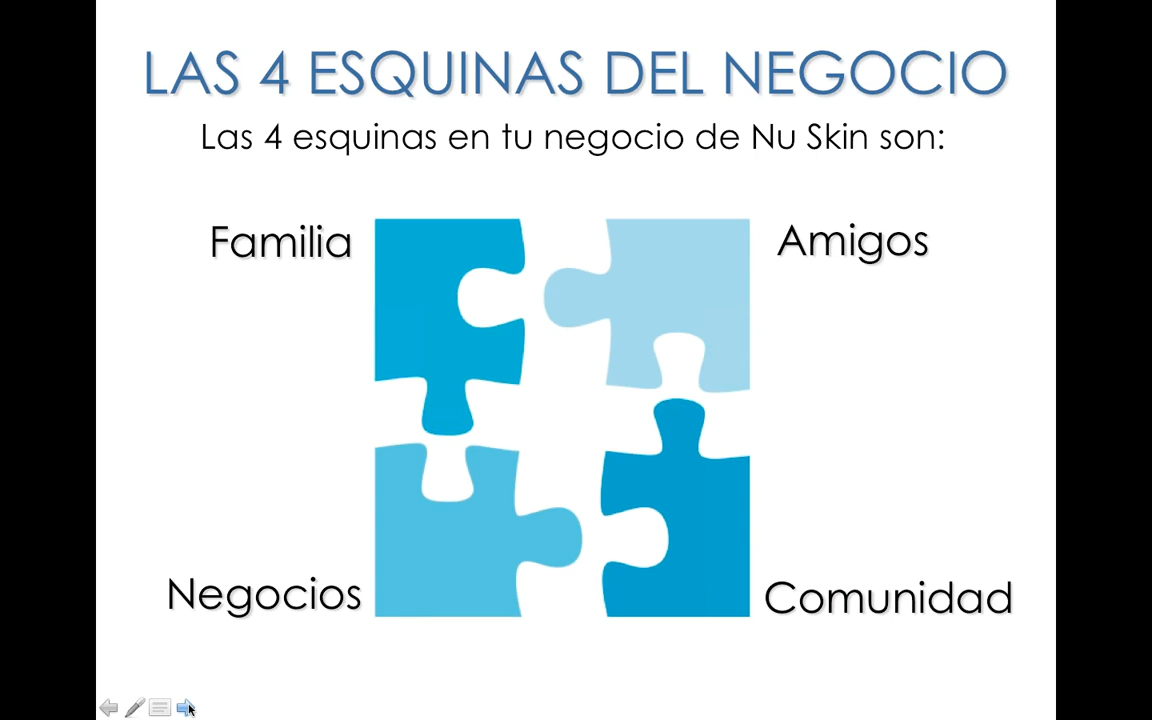 LAS 4 ESQUINAS DEL NEGOCIO
Las 4 esquinas en tu negocio de Nu Skin son:
Familia
Amigos
Negocios
Comunidad